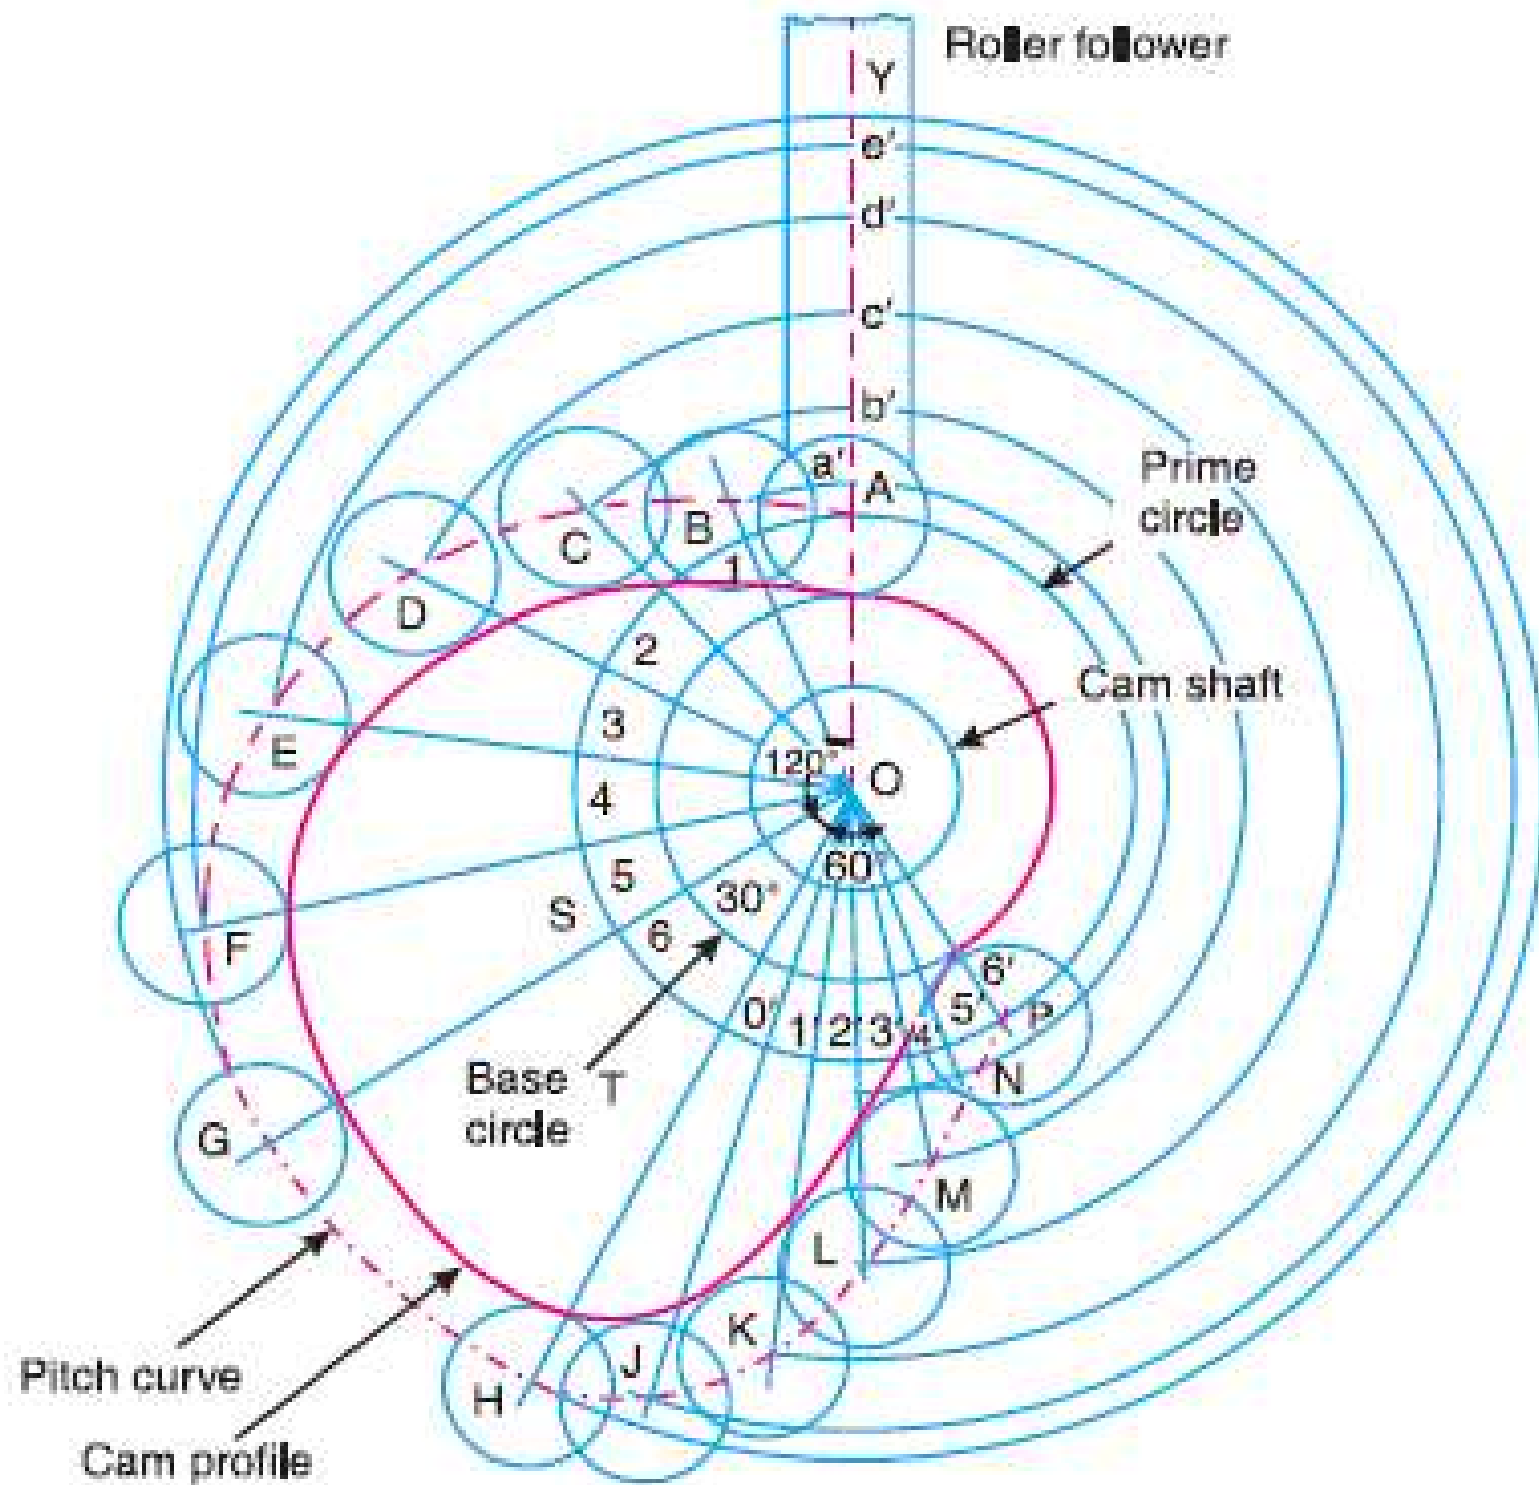 Roller follower
Y
e'
d'
c'
b'
a'
A
Prime
circle
B
C
1
D
2
Cam shaft
3
E
120°
O
4
60°
5
30°
S
F
6
6'
5'
P
0'
1'
2'
3'
4'
N
Base
circle
T
G
M
L
K
J
H
Pitch curve
Cam profile